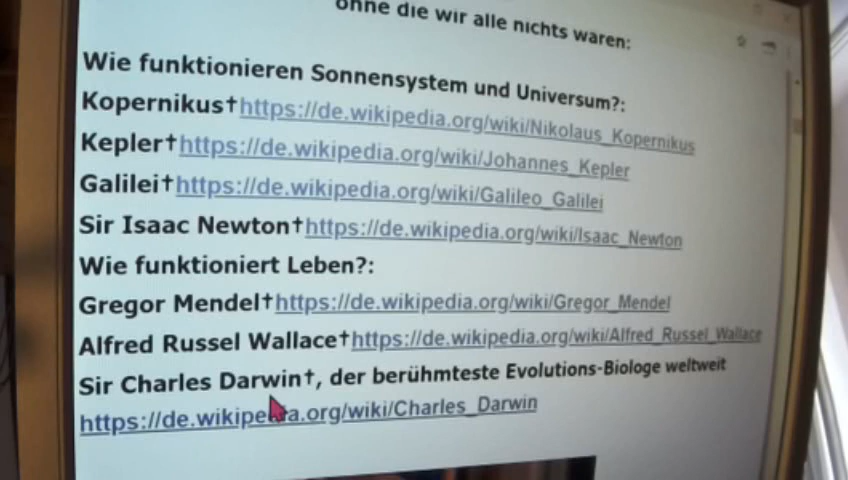 ohne die wir alle nichts waren:
Wie funktionieren Sonnensystem und Universum?:
Kopernikus†https://de.wikipedia.org/wiki/Nikolaus_Kopernikus
Kepler†https://de.wikipedia.org/wiki/Johannes_Kepler
Galilei†https://de.wikipedia.org/wiki/Galileo_Galilei
Sir Isaac Newton†https://de.wikipedia.org/wiki/Isaac_Newton
Wie funktioniert Leben?:
Gregor Mendel†https://de.wikipedia.org/wiki/Gregor_Mendel
Alfred Russel Wallace†https://de.wikipedia.org/wiki/Alfred_Russel_Wallace
Sir Charles Darwin†, der berühmteste Evolutions-Biologe weltweit
https://de.wikipedia.org/wiki/Charles_Darwin